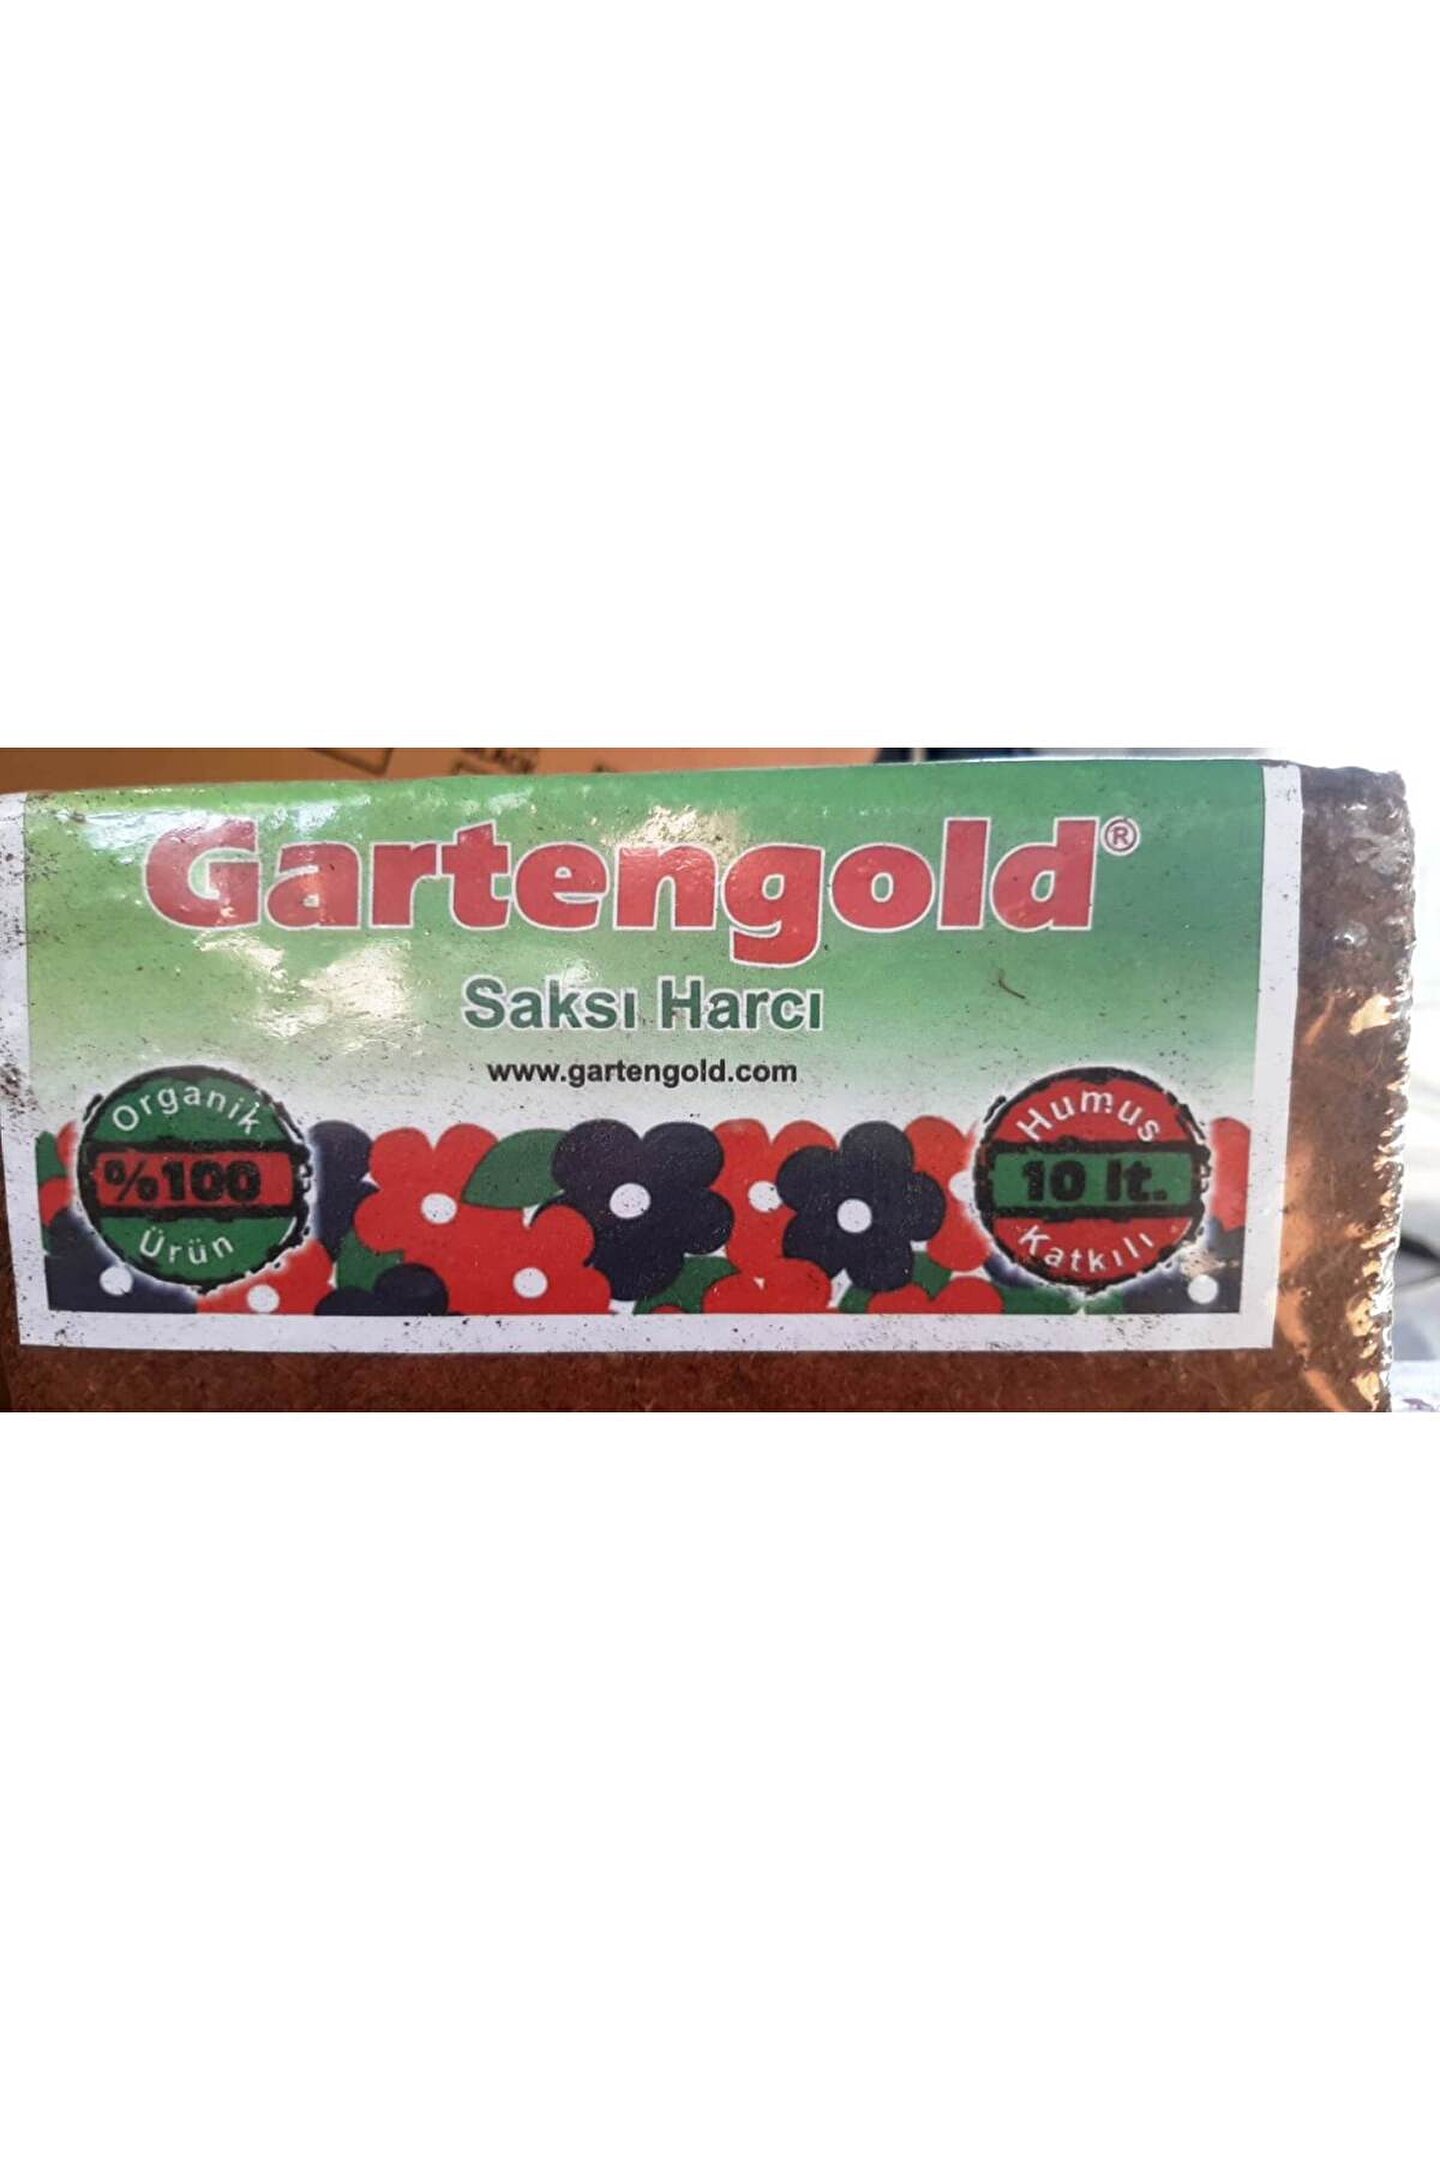 Gartengold®
Saksı Harcı
www.gartengold.com
Organik
%100
Ürün
Humus
10 lt.
Katkılı